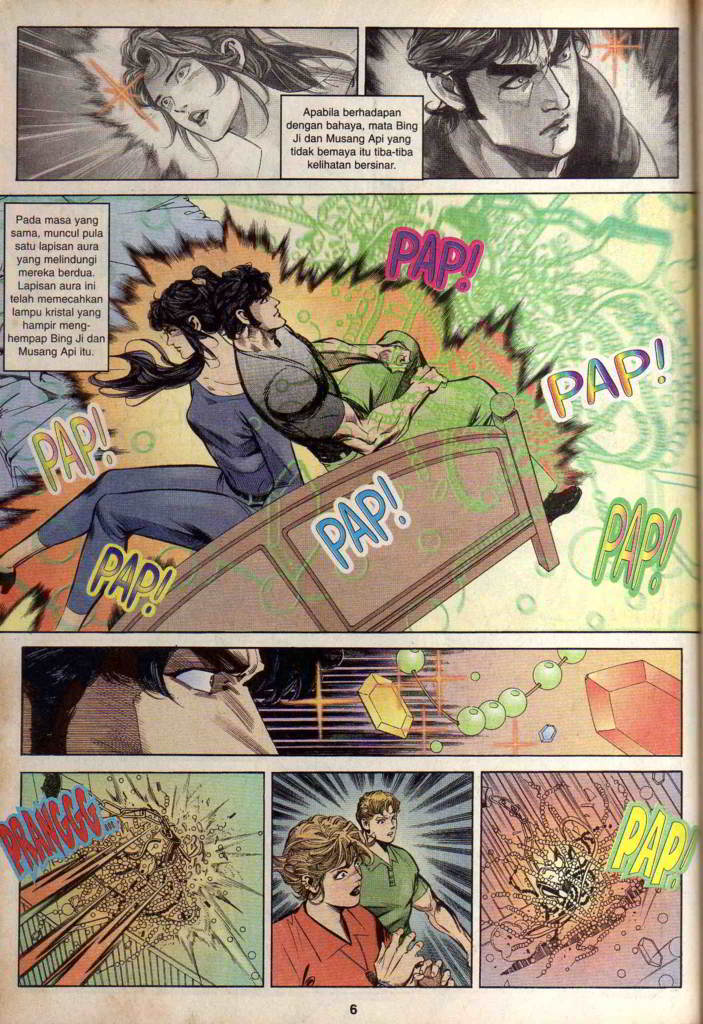 Apabila berhadapan
dengan bahaya, mata Bing
Ji dan Musang Api yang
tidak bemaya itu tiba-tiba
kelihatan bersinar.
Pada masa yang
sama, muncul pula
satu lapisan aura
yang melindungi
mereka berdua.
Lapisan aura ini
telah memecahkan
lampu kristal yang
hampir meng-
hempap Bing Ji dan
Musang Api itu.
PAP!
PAP!
PAP!
PAP!
PAP!
PAP!
PRANGGG...
PAP!
6